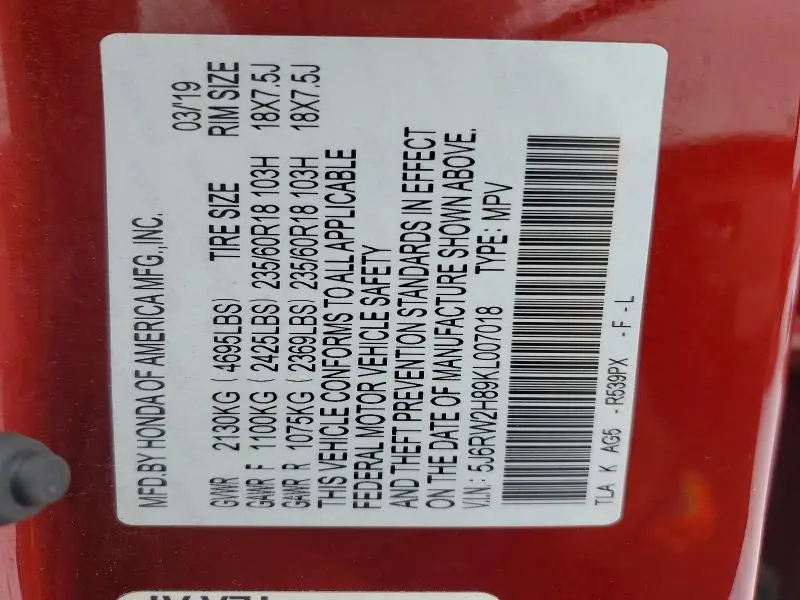 MFD.BY HONDA OF AMERICA MFG.,INC. 03/'19
GVWR 2130KG (4695LBS) TIRE SIZE RIM SIZE
GAWR F 1100KG (2425LBS) 235/60R18 103H 18X7.5J
GAWR R 1075KG (2369LBS) 235/60R18 103H 18X7.5J
THIS VEHICLE CONFORMS TO ALL APPLICABLE
FEDERAL MOTOR VEHICLE SAFETY
AND THEFT PREVENTION STANDARDS IN EFFECT
ON THE DATE OF MANUFACTURE SHOWN ABOVE.
V.I.N.: 5J6RW2H89KL007018 TYPE: MPV
TLA K AG5 -R539PX -F-L